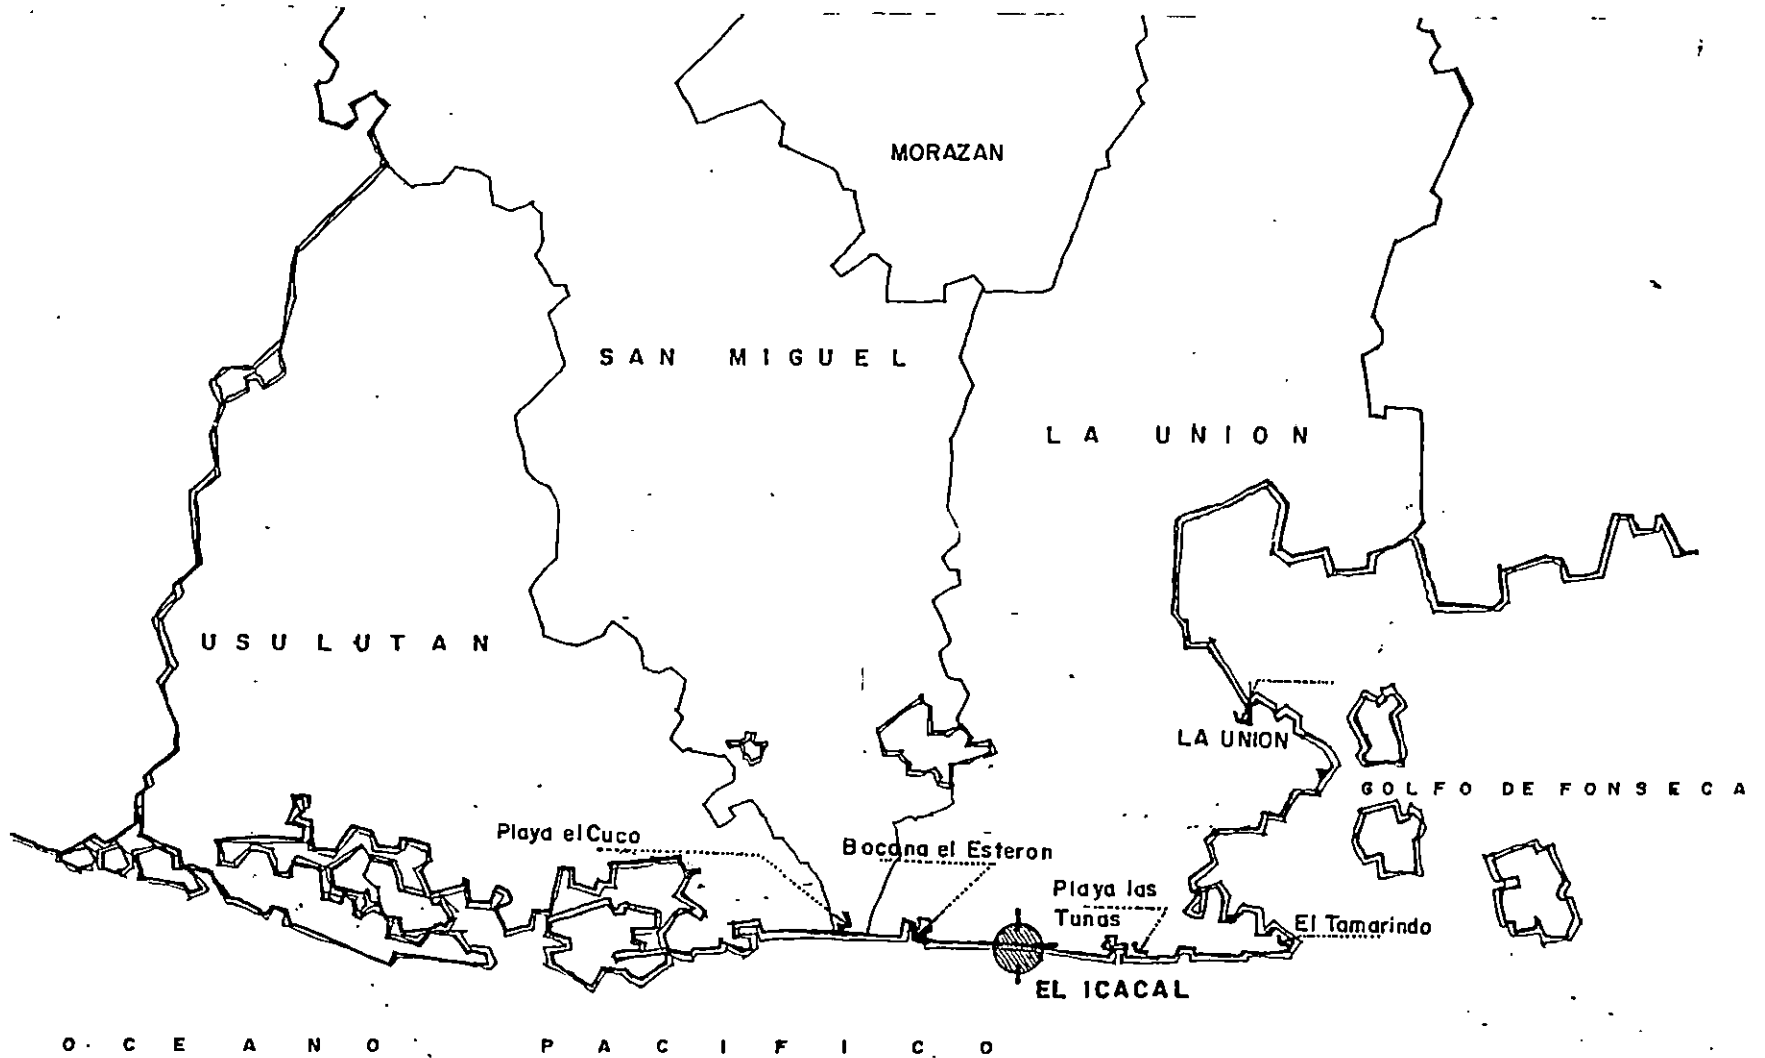 MORAZAN
SAN MIGUEL
LA UNION
USULUTAN
LA UNION
GOLFO DE FONSECA
Playa el Cuco
Bocana el Esteron
Playa las
Tunas
El Tamarindo
EL ICACAL
OCEANO PACIFICO